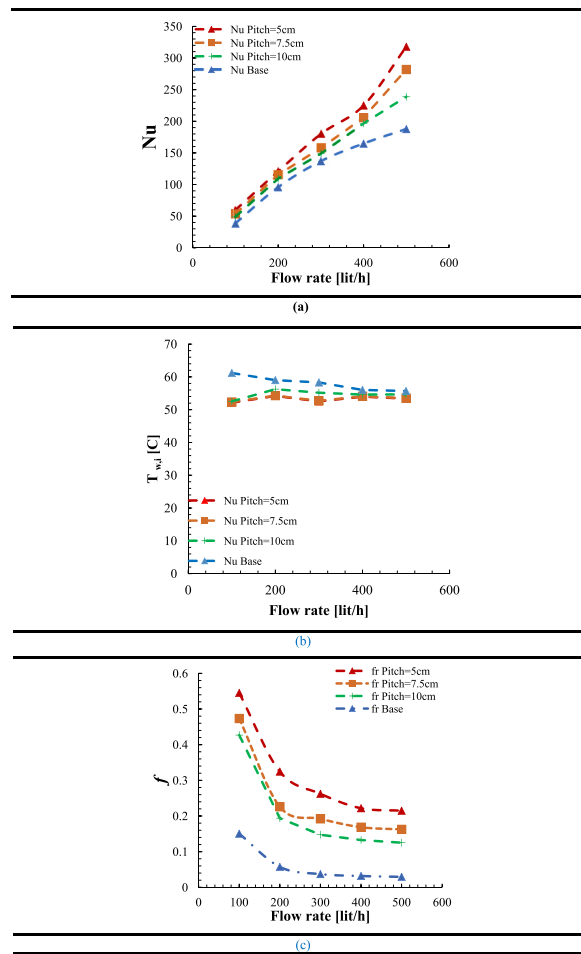 350
300
250
200
150
100
50
0
Nu
Nu Pitch=5cm
Nu Pitch=7.5cm
Nu Pitch=10cm
Nu Base
0 200 400 600
Flow rate [lit/h]
(a)
70
60
50
40
30
20
10
0
T w,i [C]
Nu Pitch=5cm
Nu Pitch=7.5cm
Nu Pitch=10cm
Nu Base
0 200 400 600
Flow rate [lit/h]
(b)
0.6
0.5
0.4
0.3
0.2
0.1
0
f
fr Pitch=5cm
fr Pitch=7.5cm
fr Pitch=10cm
fr Base
0 100 200 300 400 500 600
Flow rate [lit/h]
(c)